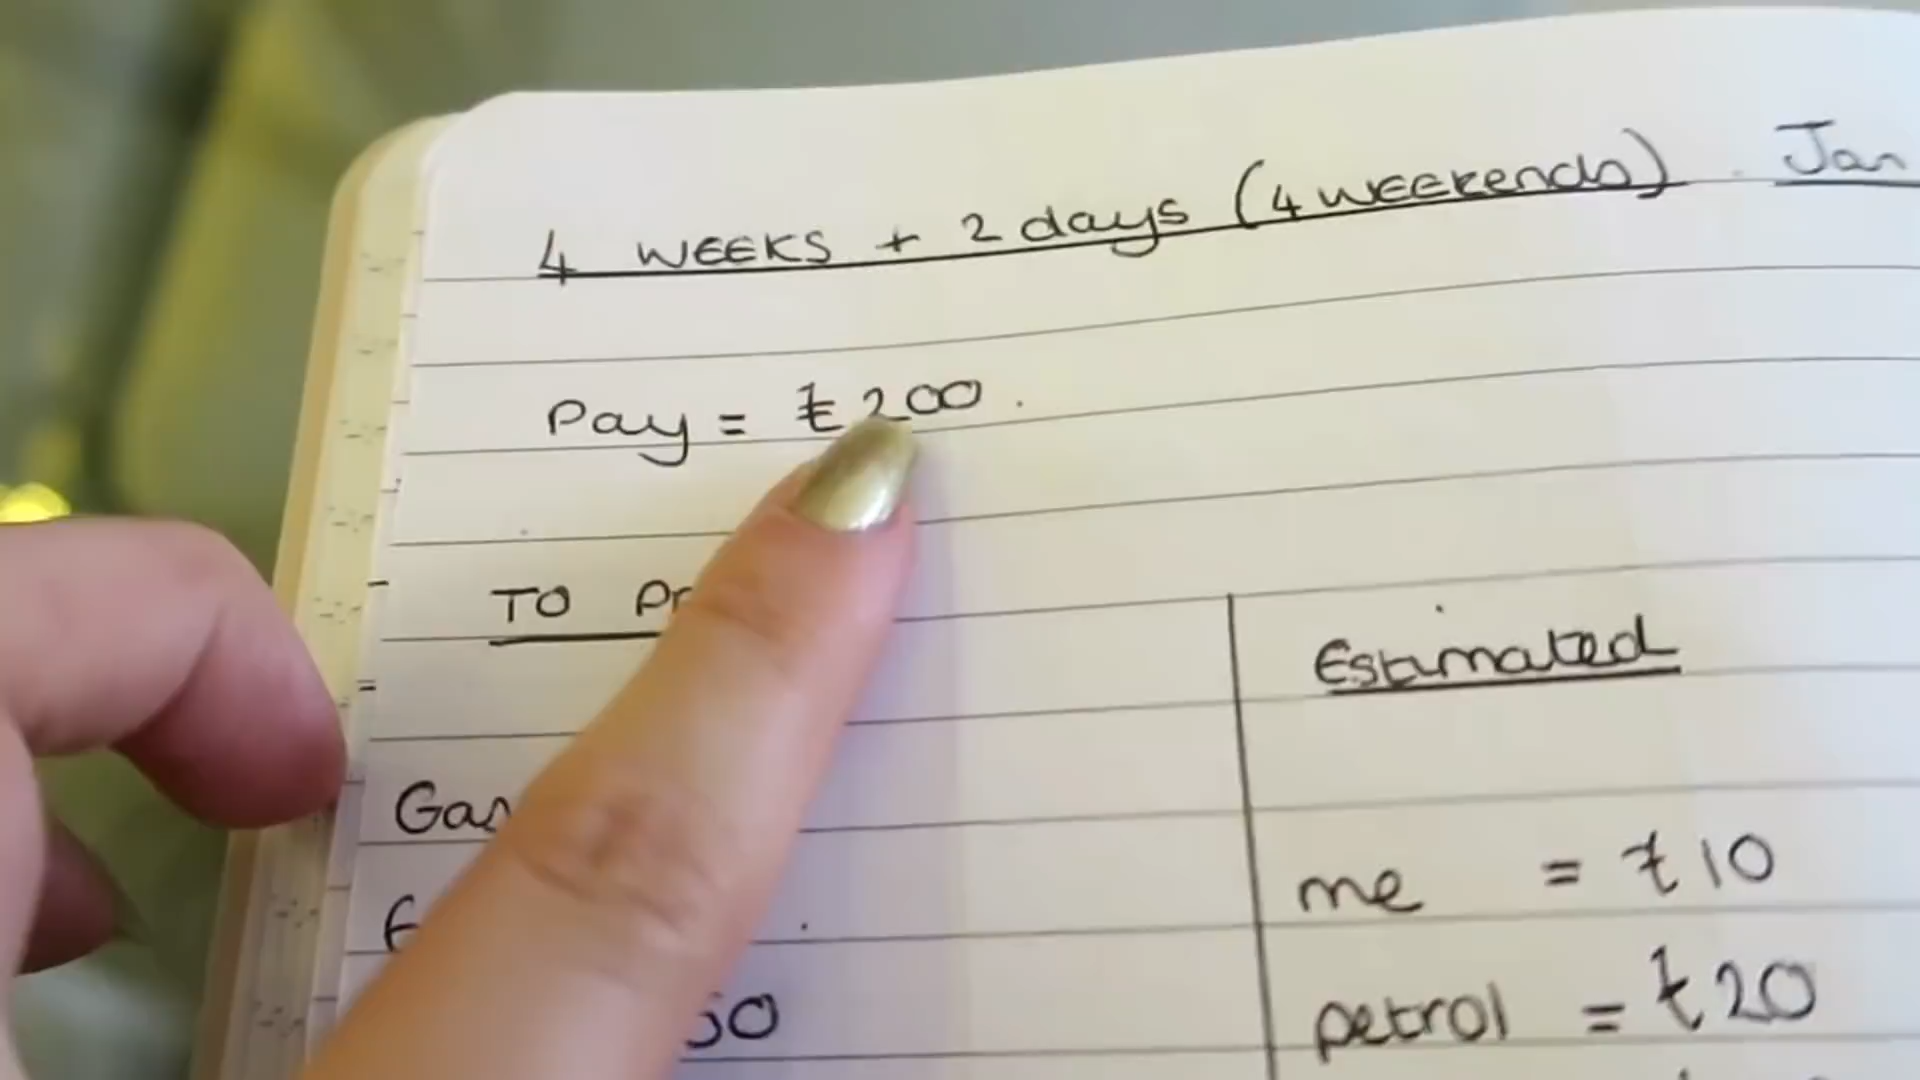 4 WEEKS + 2 days (4 WEEKends). Jan
Pay = £200.
TO
Estimated
me = £10
petrol = £20